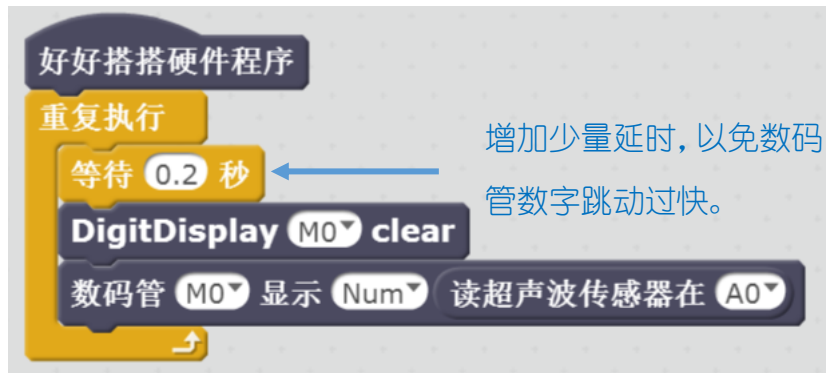 好好搭搭硬件程序
重复执行
等待 0.2 秒
增加少量延时，以免数码
管数字跳动过快。
DigitDisplay M0 clear
数码管 M0 显示 Num 读超声波传感器在 A0